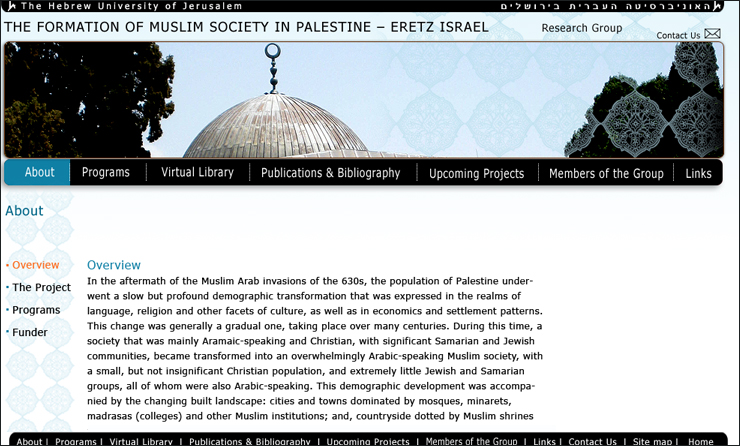 The Hebrew University of Jerusalem
האוניברסיטה העברית בירושלים
THE FORMATION OF MUSLIM SOCIETY IN PALESTINE – ERETZ ISRAEL
Research Group
Contact Us
About
Programs
Virtual Library
Publications & Bibliography
Upcoming Projects
Members of the Group
Links
About
• Overview
• The Project
• Programs
• Funder
Overview
In the aftermath of the Muslim Arab invasions of the 630s, the population of Palestine under-
went a slow but profound demographic transformation that was expressed in the realms of
language, religion and other facets of culture, as well as in economics and settlement patterns.
This change was generally a gradual one, taking place over many centuries. During this time, a
society that was mainly Aramaic-speaking and Christian, with significant Samarian and Jewish
communities, became transformed into an overwhelmingly Arabic-speaking Muslim society, with
a small, but not insignificant Christian population, and extremely little Jewish and Samarian
groups, all of whom were also Arabic-speaking. This demographic development was accompa-
nied by the changing built landscape: cities and towns dominated by mosques, minarets,
madrasas (colleges) and other Muslim institutions; and, countryside dotted by Muslim shrines
About | Programs | Virtual Library | Publications & Bibliography | Upcoming Projects | Members of the Group | Links | Contact Us | Site map | Home